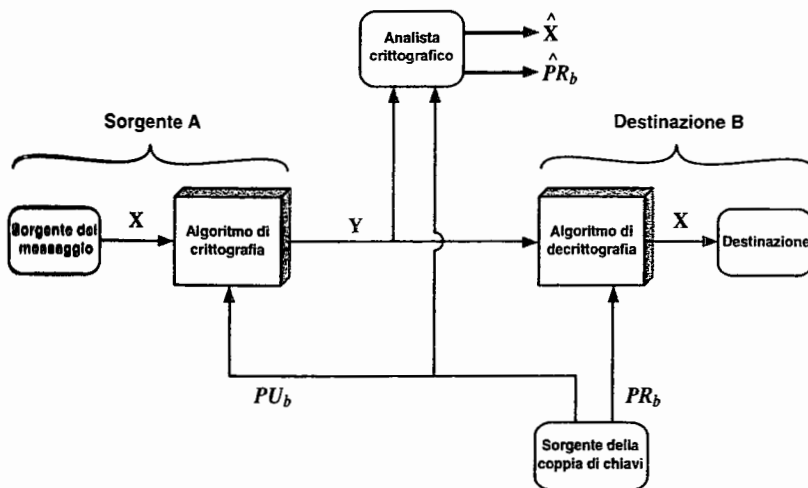 Analista
crittografico
X̂
P̂R_b
Sorgente A
Destinazione B
Sorgente del
messaggio
X
Algoritmo di
crittografia
Y
Algoritmo di
decrittografia
X
Destinazione
PU_b
PR_b
Sorgente della
coppia di chiavi